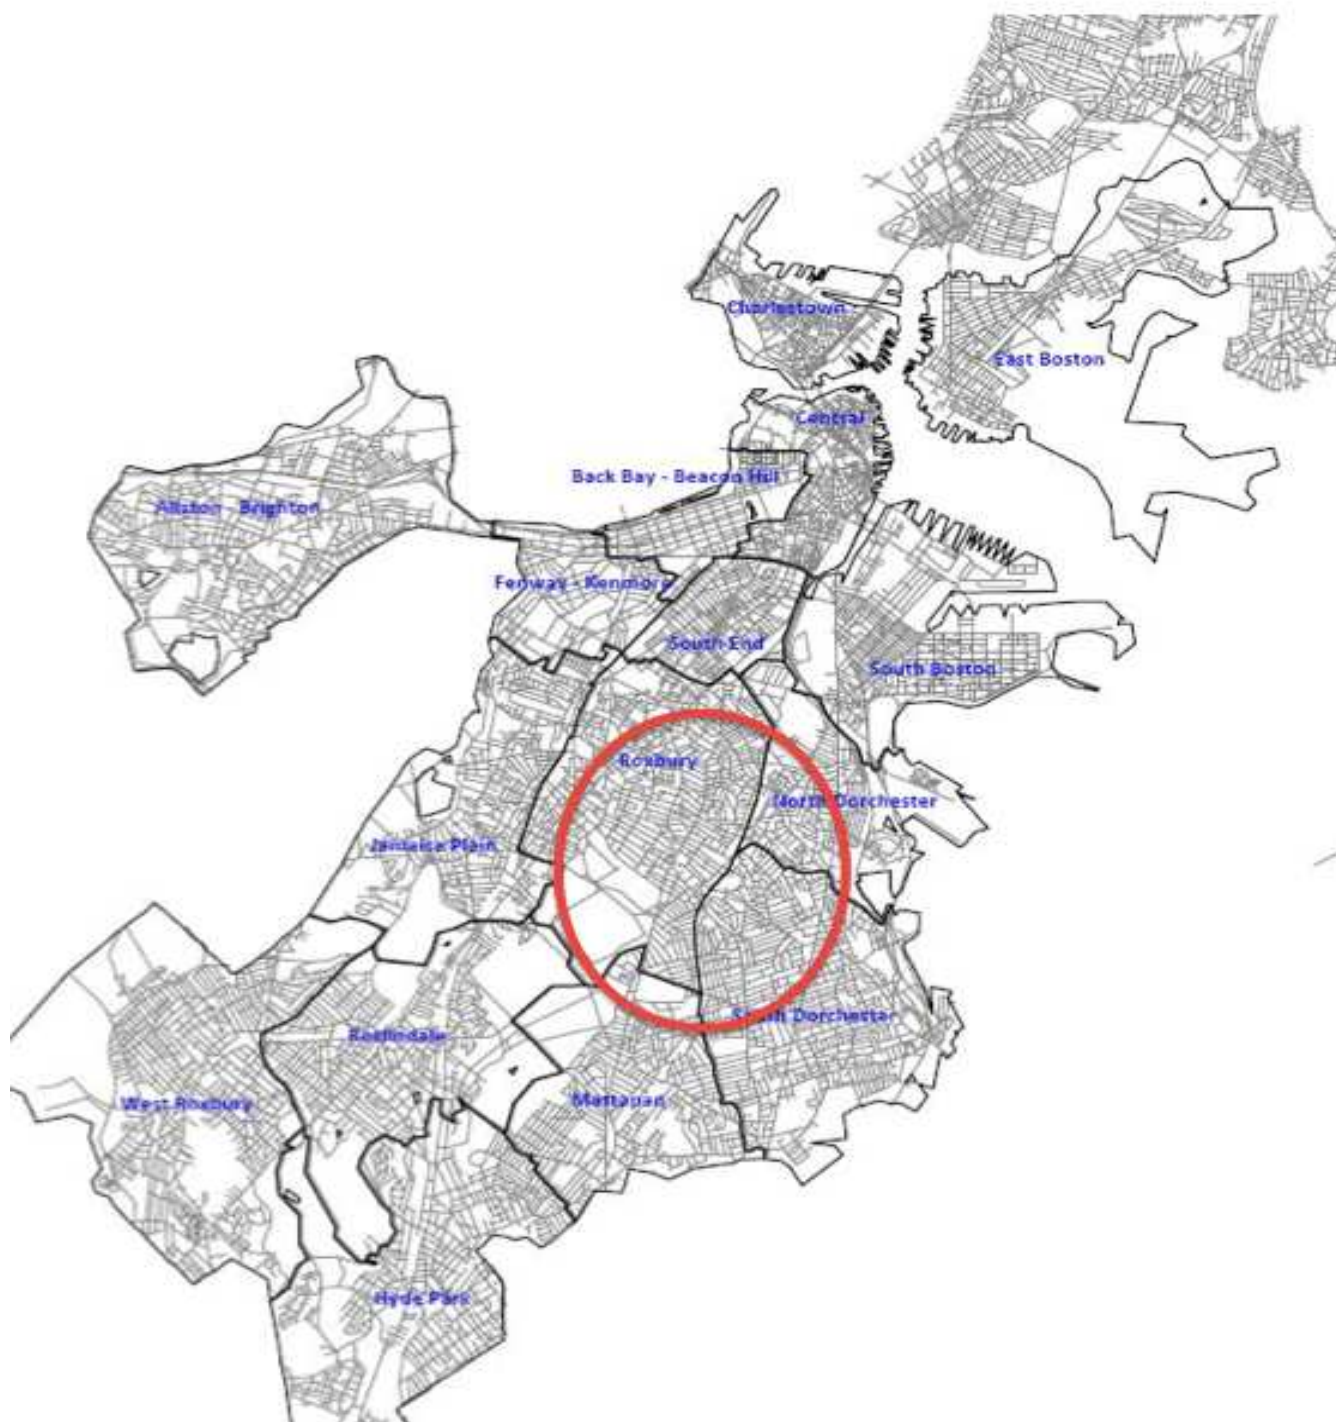 Charlestown
East Boston
Central
Back Bay - Beacon Hill
Allston - Brighton
Fenway - Kenmore
South End
South Boston
Roxbury
North Dorchester
Jamaica Plain
South Dorchester
Roslindale
Mattapan
West Roxbury
Hyde Park